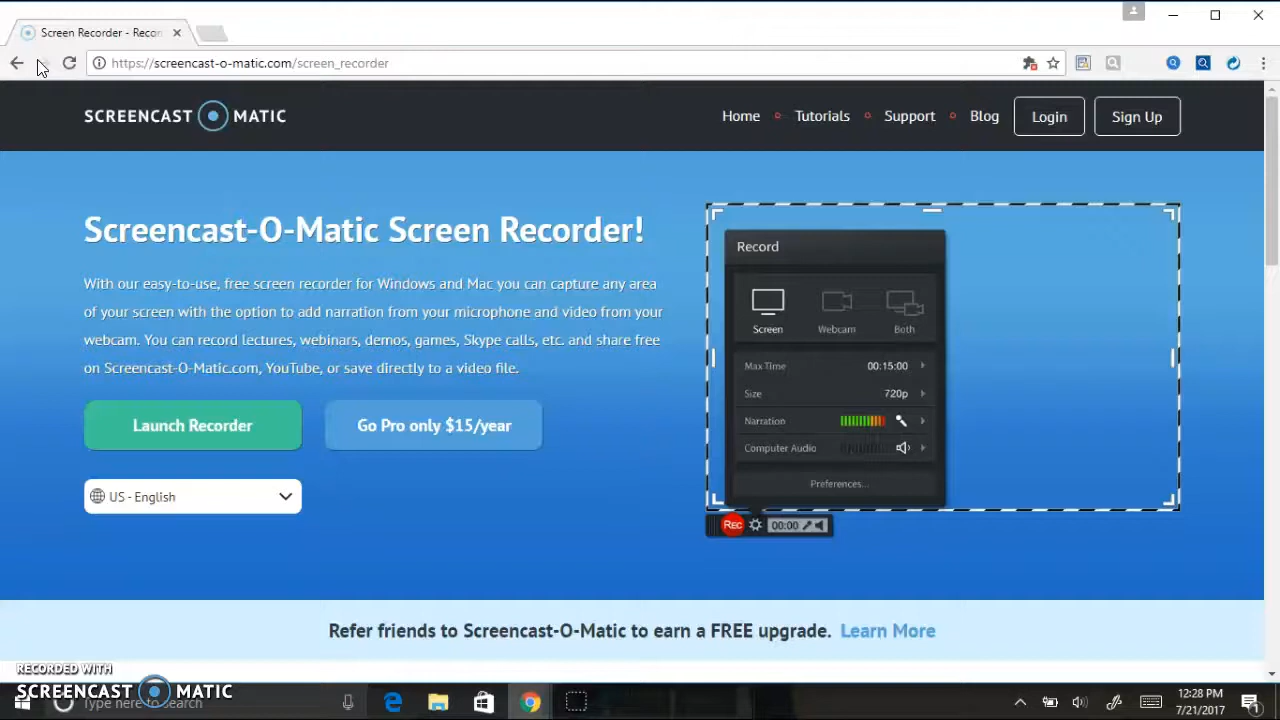 Screen Recorder - Recor
https://screencast-o-matic.com/screen_recorder
SCREENCAST MATIC
Home Tutorials Support Blog Login Sign Up
Screencast-O-Matic Screen Recorder!
With our easy-to-use, free screen recorder for Windows and Mac you can capture any area
of your screen with the option to add narration from your microphone and video from your
webcam. You can record lectures, webinars, demos, games, Skype calls, etc. and share free
on Screencast-O-Matic.com, YouTube, or save directly to a video file.
Launch Recorder
Go Pro only $15/year
US - English
Record
Screen Webcam Both
Max Time 00:15:00
Size 720p
Narration
Computer Audio
Preferences...
Rec 00:00
Refer friends to Screencast-O-Matic to earn a FREE upgrade. Learn More
RECORDED WITH
SCREENCAST MATIC
Type here to search
12:28 PM
7/21/2017
1